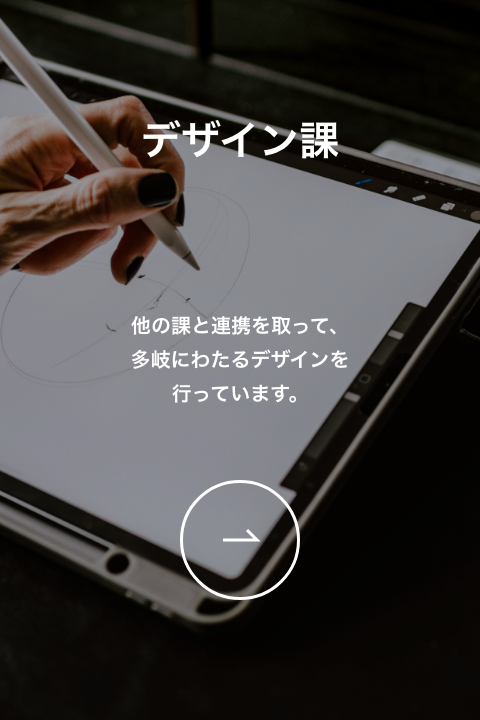 デザイン課
他の課と連携を取って、
多岐にわたるデザインを
行っています。